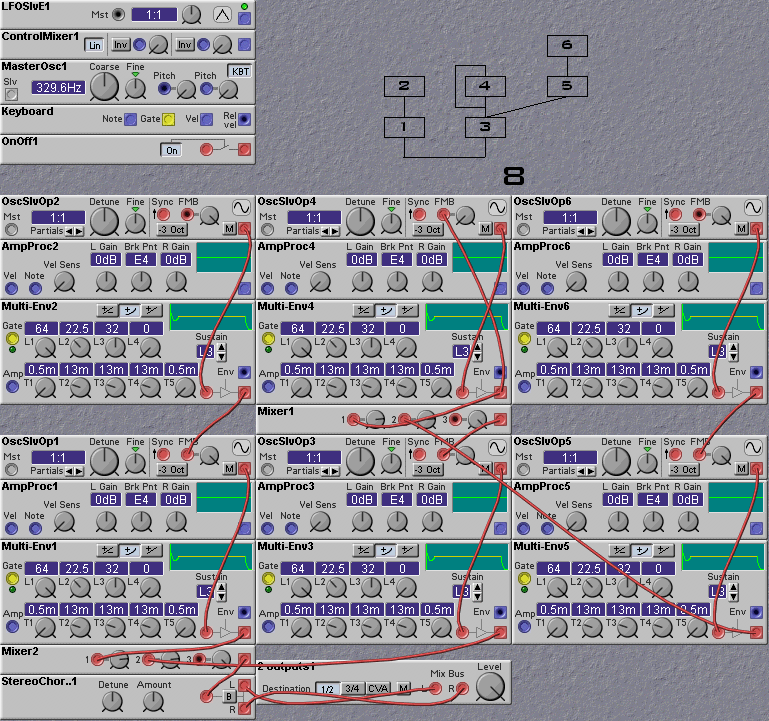 LFOSlvE1
Mst 1:1
ControlMixer1 Lin Inv Inv
MasterOsc1 Coarse Fine KBT
Pitch Pitch
Slv 329.6Hz
Keyboard Note Gate Vel Rel vel
OnOff1
On
6
2 4 5
1 3
8
OscSlvOp2 Detune Fine Sync FMB
Mst 1:1
Partials -3 Oct M
AmpProc2 L Gain Brk Pnt R Gain
0dB E4 0dB
Vel Note Vel Sens
Multi-Env2
Gate 64 22.5 32 0
L1 L2 L3 L4 Sustain
L3
Amp 0.5m 13m 13m 13m 0.5m Env
T1 T2 T3 T4 T5
OscSlvOp4 Detune Fine Sync FMB
Mst 1:1
Partials -3 Oct M
AmpProc4 L Gain Brk Pnt R Gain
0dB E4 0dB
Vel Note Vel Sens
Multi-Env4
Gate 64 22.5 32 0
L1 L2 L3 L4 Sustain
L3
Amp 0.5m 13m 13m 13m 0.5m Env
T1 T2 T3 T4 T5
OscSlvOp6 Detune Fine Sync FMB
Mst 1:1
Partials -3 Oct M
AmpProc6 L Gain Brk Pnt R Gain
0dB E4 0dB
Vel Note Vel Sens
Multi-Env6
Gate 64 22.5 32 0
L1 L2 L3 L4 Sustain
L3
Amp 0.5m 13m 13m 13m 0.5m Env
T1 T2 T3 T4 T5
Mixer1
1 2 3
OscSlvOp1 Detune Fine Sync FMB
Mst 1:1
Partials -3 Oct M
AmpProc1 L Gain Brk Pnt R Gain
0dB E4 0dB
Vel Note Vel Sens
Multi-Env1
Gate 64 22.5 32 0
L1 L2 L3 L4 Sustain
L3
Amp 0.5m 13m 13m 13m 0.5m Env
T1 T2 T3 T4 T5
OscSlvOp3 Detune Fine Sync FMB
Mst 1:1
Partials -3 Oct M
AmpProc3 L Gain Brk Pnt R Gain
0dB E4 0dB
Vel Note Vel Sens
Multi-Env3
Gate 64 22.5 32 0
L1 L2 L3 L4 Sustain
L3
Amp 0.5m 13m 13m 13m 0.5m Env
T1 T2 T3 T4 T5
OscSlvOp5 Detune Fine Sync FMB
Mst 1:1
Partials -3 Oct M
AmpProc5 L Gain Brk Pnt R Gain
0dB E4 0dB
Vel Note Vel Sens
Multi-Env5
Gate 64 22.5 32 0
L1 L2 L3 L4 Sustain
L3
Amp 0.5m 13m 13m 13m 0.5m Env
T1 T2 T3 T4 T5
Mixer2
1 2 3
StereoChor..1
Detune Amount L B R
2 outputs1
Mix Bus Level
Destination 1/2 3/4 CVA M L R